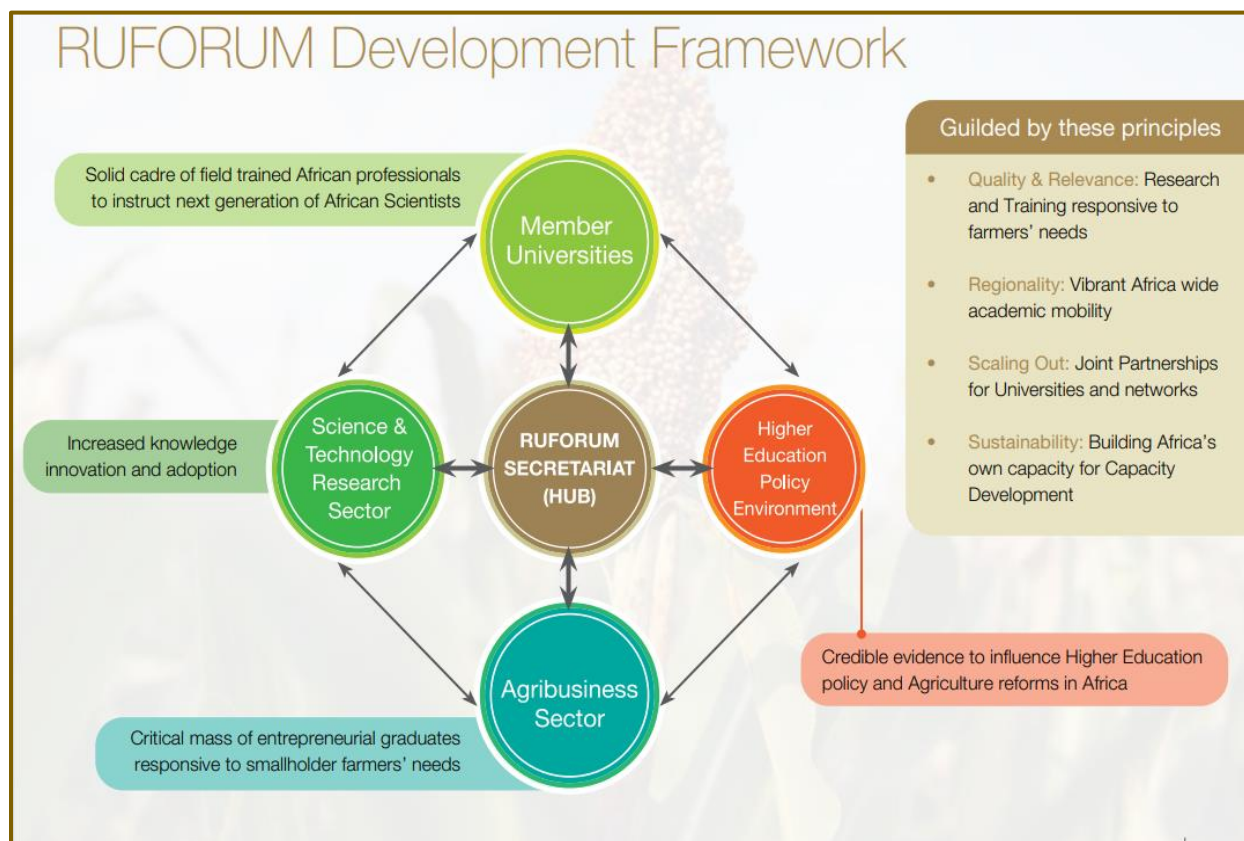 RUFORUM Development Framework
Solid cadre of field trained African professionals
to instruct next generation of African Scientists
Member
Universities
Increased knowledge
innovation and adoption
Science &
Technology
Research
Sector
RUFORUM
SECRETARIAT
(HUB)
Higher
Education
Policy
Environment
Agribusiness
Sector
Critical mass of entrepreneurial graduates
responsive to smallholder farmers' needs
Credible evidence to influence Higher Education
policy and Agriculture reforms in Africa
Guilded by these principles
• Quality & Relevance: Research
and Training responsive to
farmers' needs
• Regionality: Vibrant Africa wide
academic mobility
• Scaling Out: Joint Partnerships
for Universities and networks
• Sustainability: Building Africa's
own capacity for Capacity
Development